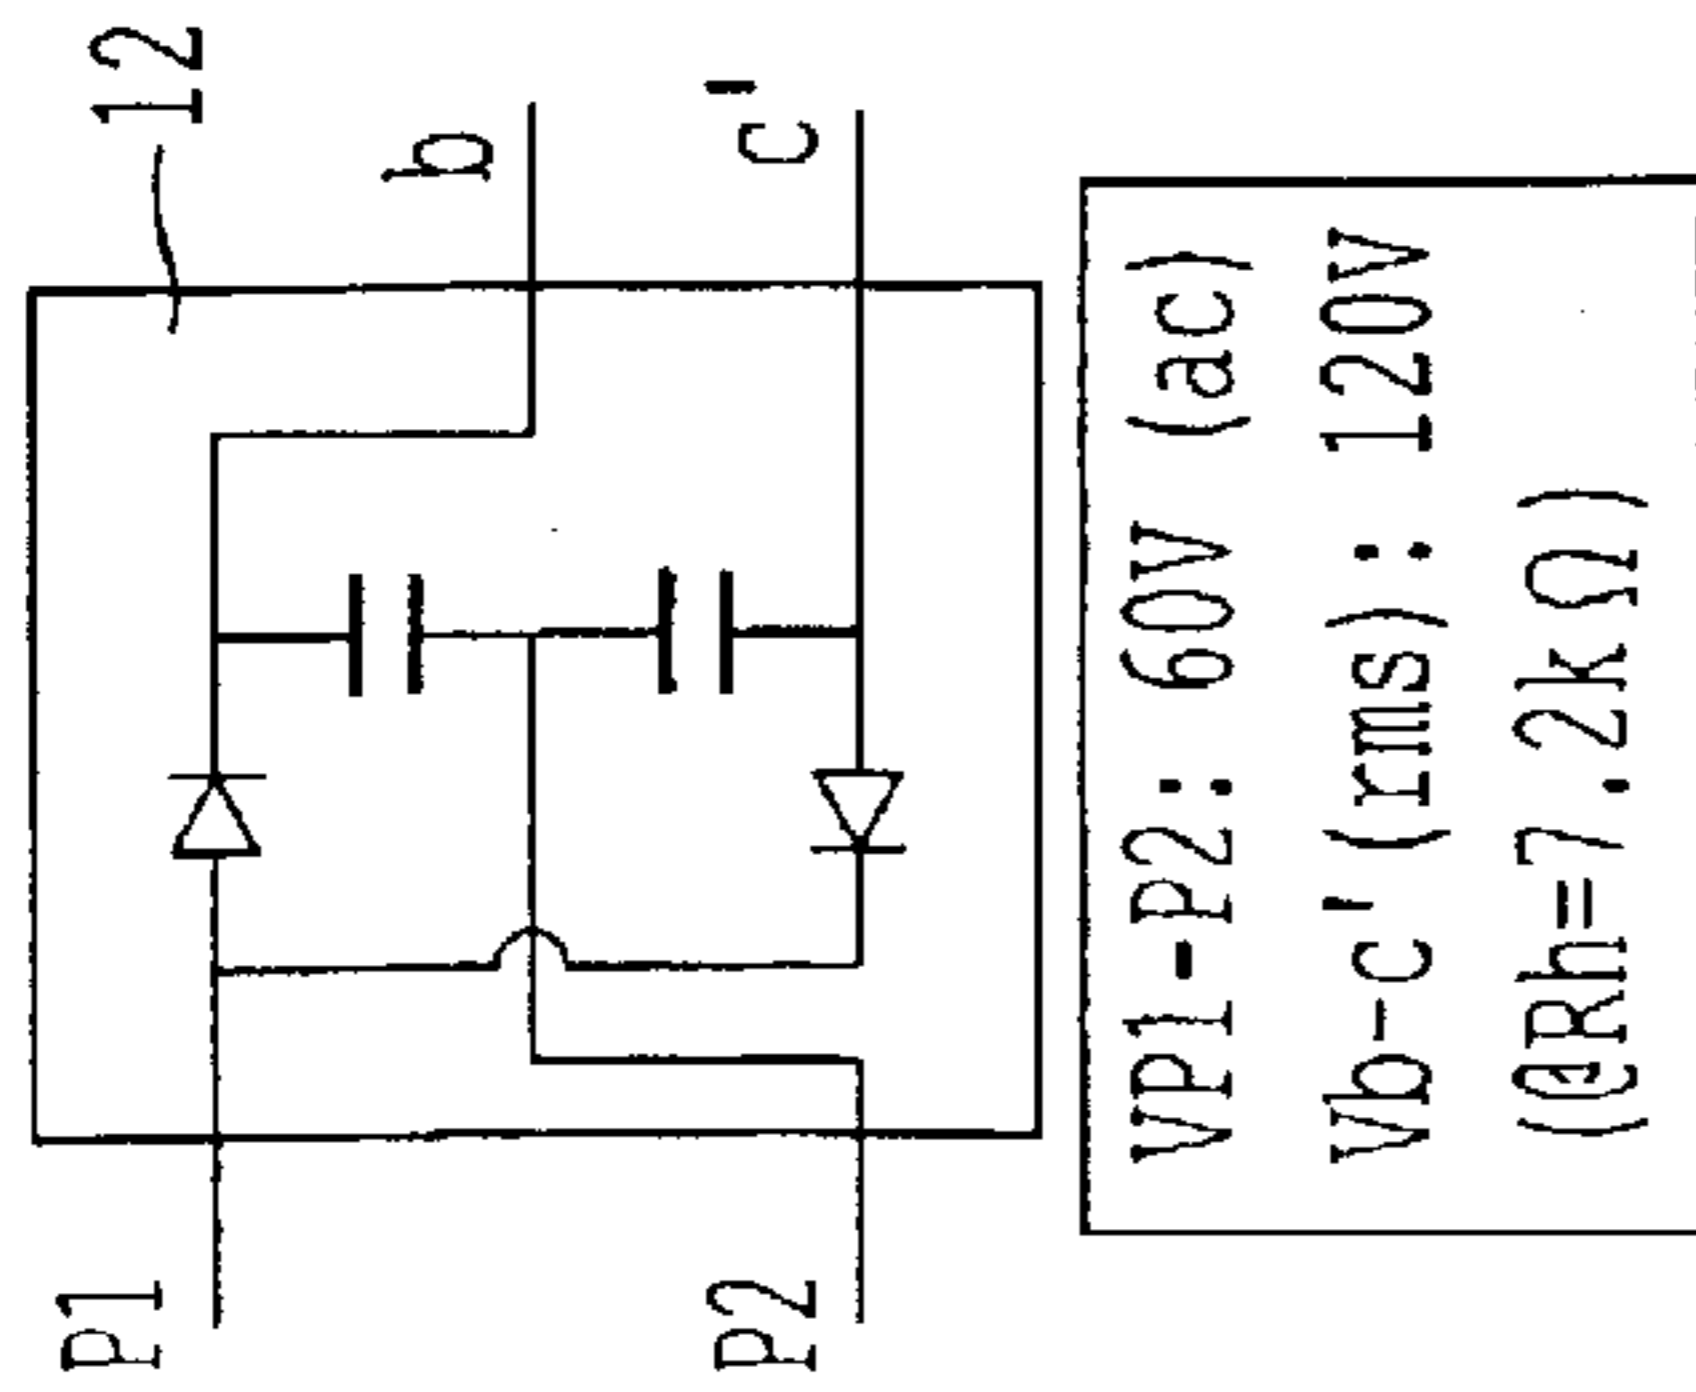 12
b
c'
P1
P2
VP1-P2: 60V (ac)
Vb-c'(rms): 120V
(@Rh=7.2kΩ)